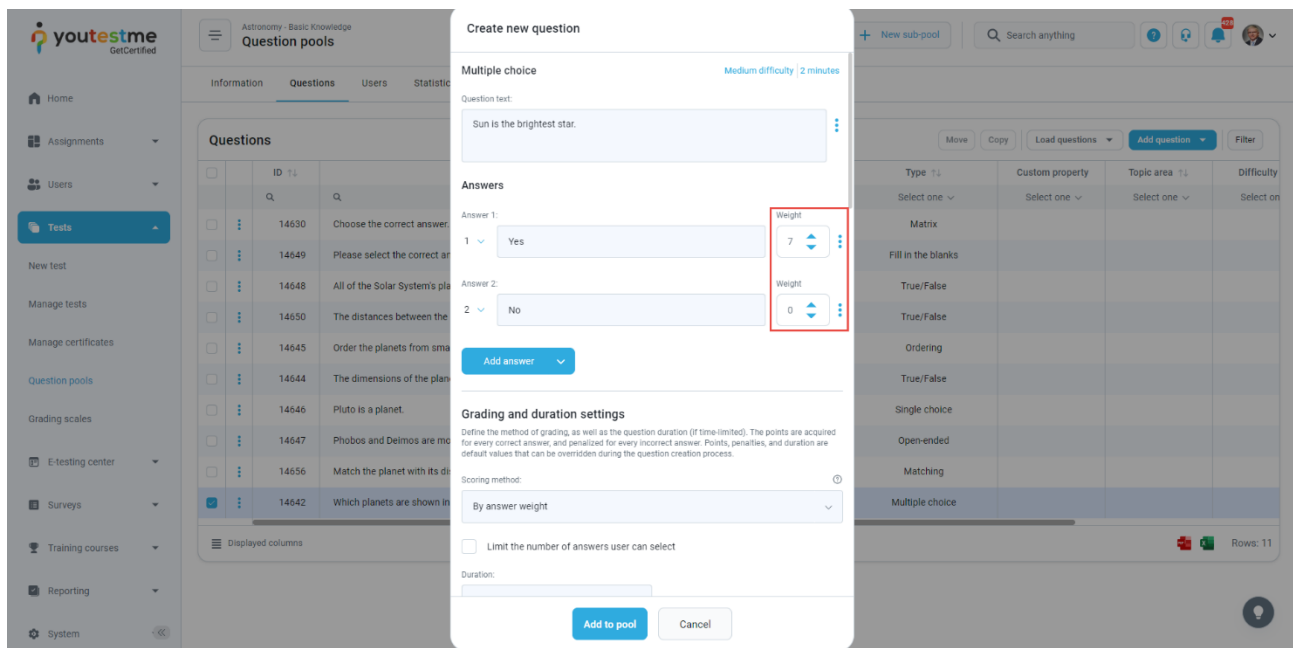 youtestme
GetCertified
Home
Assignments
Users
Tests
New test
Manage tests
Manage certificates
Question pools
Grading scales
E-testing center
Surveys
Training courses
Reporting
System
Astronomy - Basic Knowledge
Question pools
+ New sub-pool
Search anything
Information Questions Users Statistic
Questions
Move Copy Load questions Add question Filter
ID Type Custom property Topic area Difficulty
Select one Select one Select one Select on
14630 Choose the correct answer. Matrix
14649 Please select the correct an Fill in the blanks
14648 All of the Solar System's pla True/False
14650 The distances between the True/False
14645 Order the planets from sma Ordering
14644 The dimensions of the plan True/False
14646 Pluto is a planet. Single choice
14647 Phobos and Deimos are mo Open-ended
14656 Match the planet with its di Matching
14642 Which planets are shown in Multiple choice
Displayed columns
Rows: 11
Create new question
Multiple choice
Medium difficulty | 2 minutes
Question text:
Sun is the brightest star.
Answers
Answer 1: Weight
1 Yes 7
Answer 2: Weight
2 No 0
Add answer
Grading and duration settings
Define the method of grading, as well as the question duration (if time-limited). The points are acquired
for every correct answer, and penalized for every incorrect answer. Points, penalties, and duration are
default values that can be overridden during the question creation process.
Scoring method:
By answer weight
Limit the number of answers user can select
Duration:
Add to pool Cancel